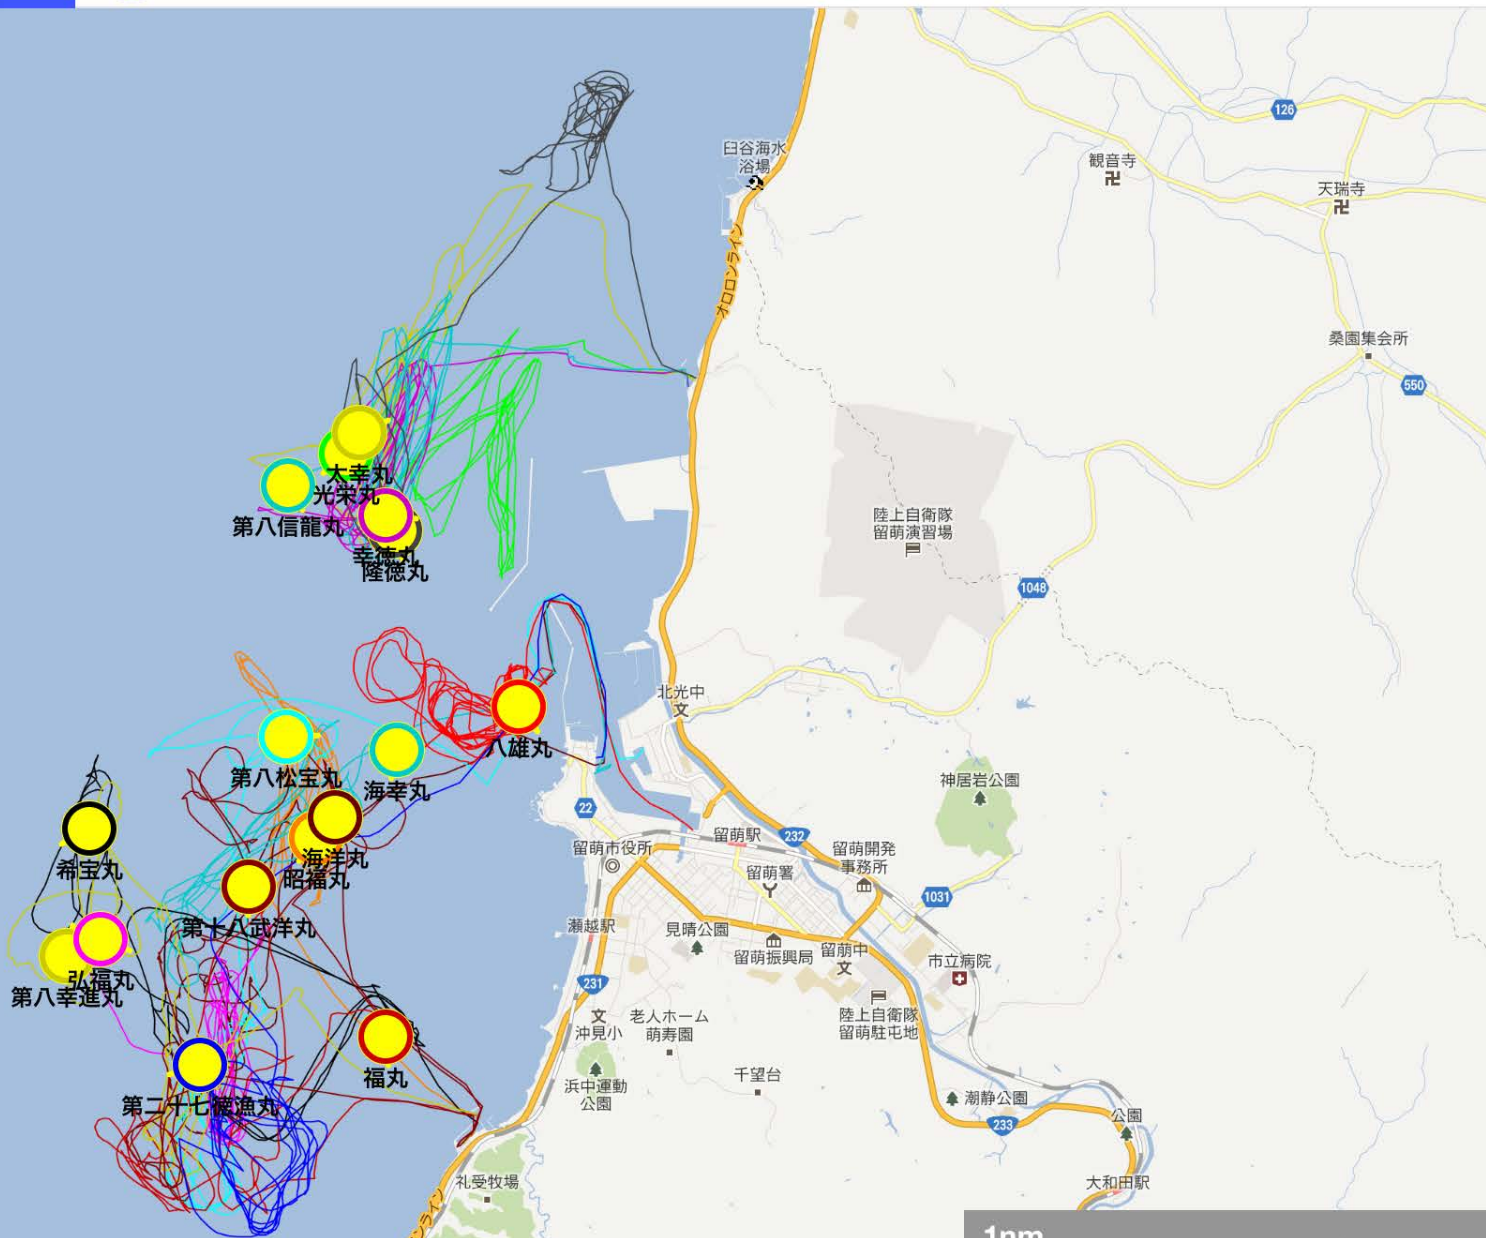 126
臼谷海水
浴場
観音寺
天瑞寺
オロロンライン
桑園集会所
550
太幸丸
光栄丸
第八信龍丸
幸徳丸
隆徳丸
陸上自衛隊
留萌演習場
1048
北光中
文
八雄丸
第八松宝丸
海幸丸
神居岩公園
22
留萌駅
232
留萌市役所
留萌開発
事務所
海洋丸
昭福丸
希宝丸
留萌署
1031
第十八武洋丸
瀬越駅
見晴公園
留萌振興局
留萌中
文
市立病院
弘福丸
第八幸進丸
231
文
沖見小
老人ホーム
萌寿園
陸上自衛隊
留萌駐屯地
福丸
千望台
浜中運動
公園
潮静公園
233
公園
礼受牧場
大和田駅
ンライン
1nm